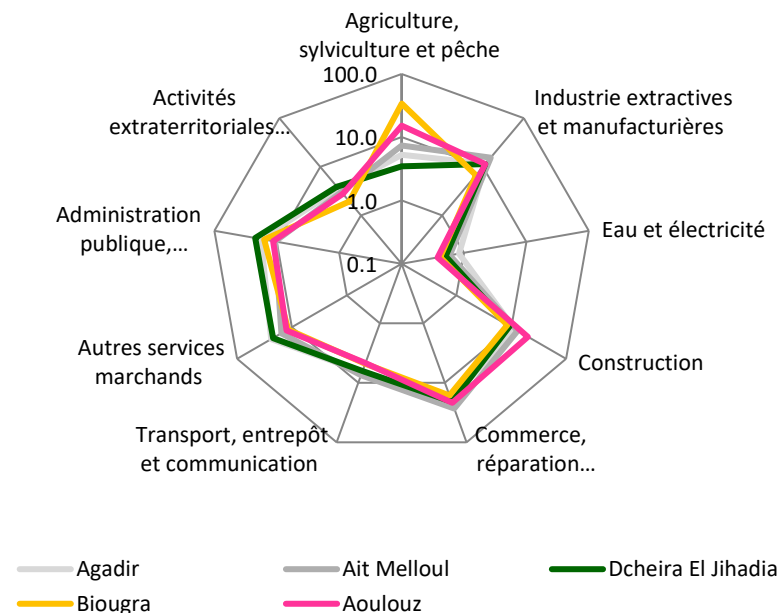 Agriculture,
sylviculture et pêche
100.0
Activités
extraterritoriales...
Industrie extractives
et manufacturières
10.0
1.0
Administration
publique,...
Eau et électricité
0.1
Autres services
marchands
Construction
Transport, entrepôt
et communication
Commerce,
réparation...
Agadir
Ait Melloul
Dcheira El Jihadia
Biougra
Aoulouz